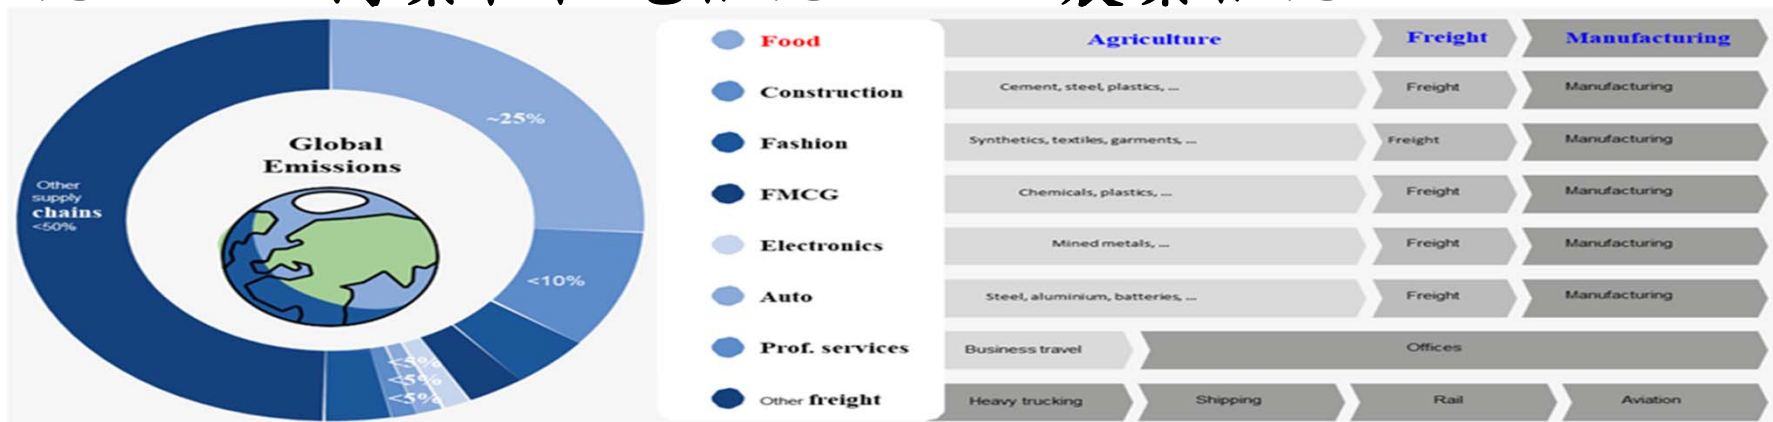 Global
Emissions
~25%
<10%
<5%
<5%
<5%
Other
supply
chains
<50%
Food
Agriculture
Freight
Manufacturing
Construction
Cement, steel, plastics, ...
Freight
Manufacturing
Fashion
Synthetics, textiles, garments, ...
Freight
Manufacturing
FMCG
Chemicals, plastics, ...
Freight
Manufacturing
Electronics
Mined metals, ...
Freight
Manufacturing
Auto
Steel, aluminium, batteries, ...
Freight
Manufacturing
Prof. services
Business travel
Offices
Other freight
Heavy trucking
Shipping
Rail
Aviation